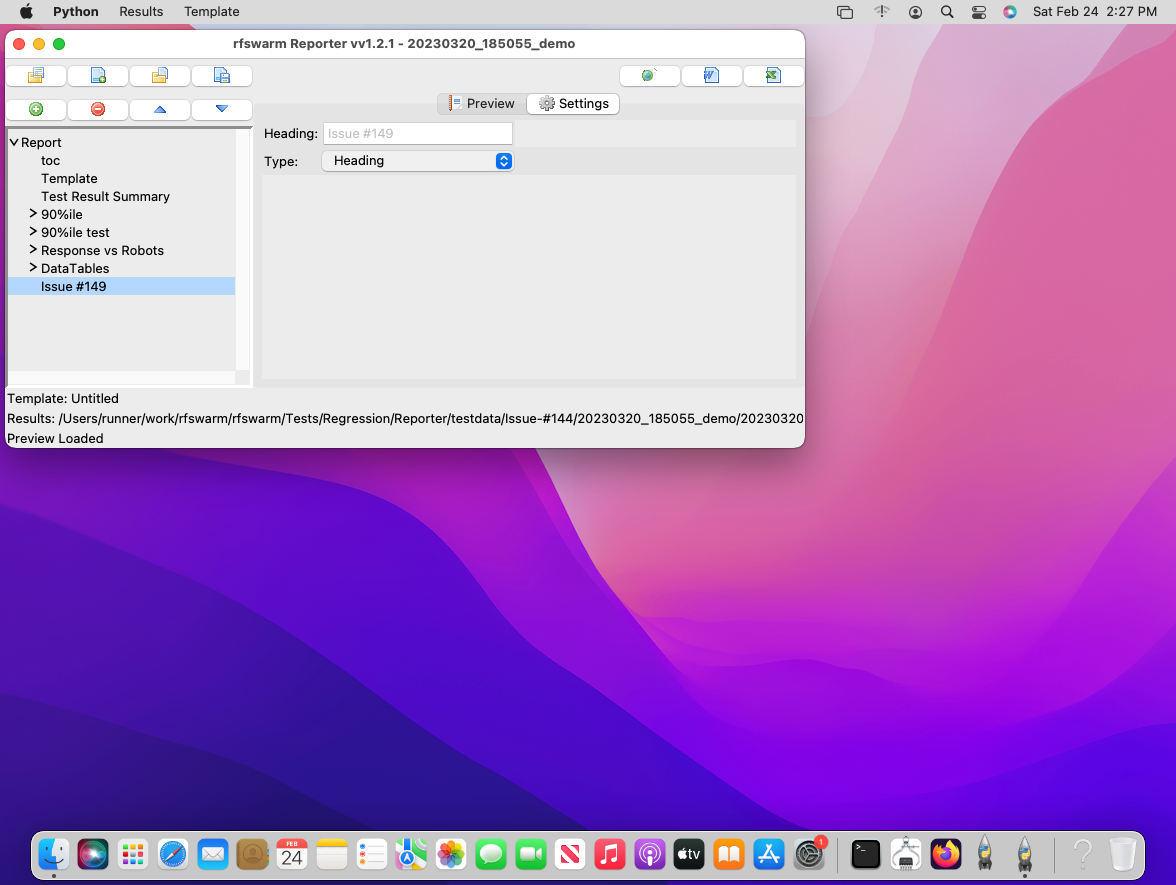 Python Results Template Sat Feb 24 2:27 PM
rfswarm Reporter vv1.2.1 - 20230320_185055_demo
Preview Settings
Heading: Issue #149
Type: Heading
Report
toc
Template
Test Result Summary
90%ile
90%ile test
Response vs Robots
DataTables
Issue #149
Template: Untitled
Results: /Users/runner/work/rfswarm/rfswarm/Tests/Regression/Reporter/testdata/Issue-#144/20230320_185055_demo/20230320
Preview Loaded
FEB
24
tv
1